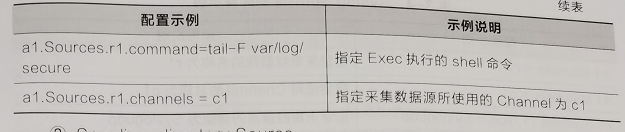 续表
配置示例 示例说明
a1.Sources.r1.command=tail-F var/log/
secure
指定 Exec 执行的 shell 命令
a1.Sources.r1.channels = c1 指定采集数据源所使用的 Channel 为 c1